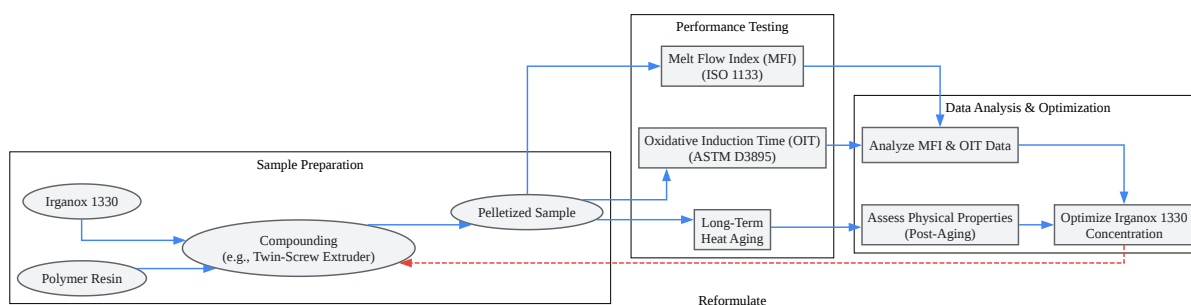 Performance Testing
Melt Flow Index (MFI)
(ISO 1133)
Data Analysis & Optimization
Oxidative Induction Time (OIT)
(ASTM D3895)
Analyze MFI & OIT Data
Sample Preparation
Irganox 1330
Pelletized Sample
Long-Term
Heat Aging
Assess Physical Properties
(Post-Aging)
Optimize Irganox 1330
Concentration
Compounding
(e.g., Twin-Screw Extruder)
Polymer Resin
Reformulate